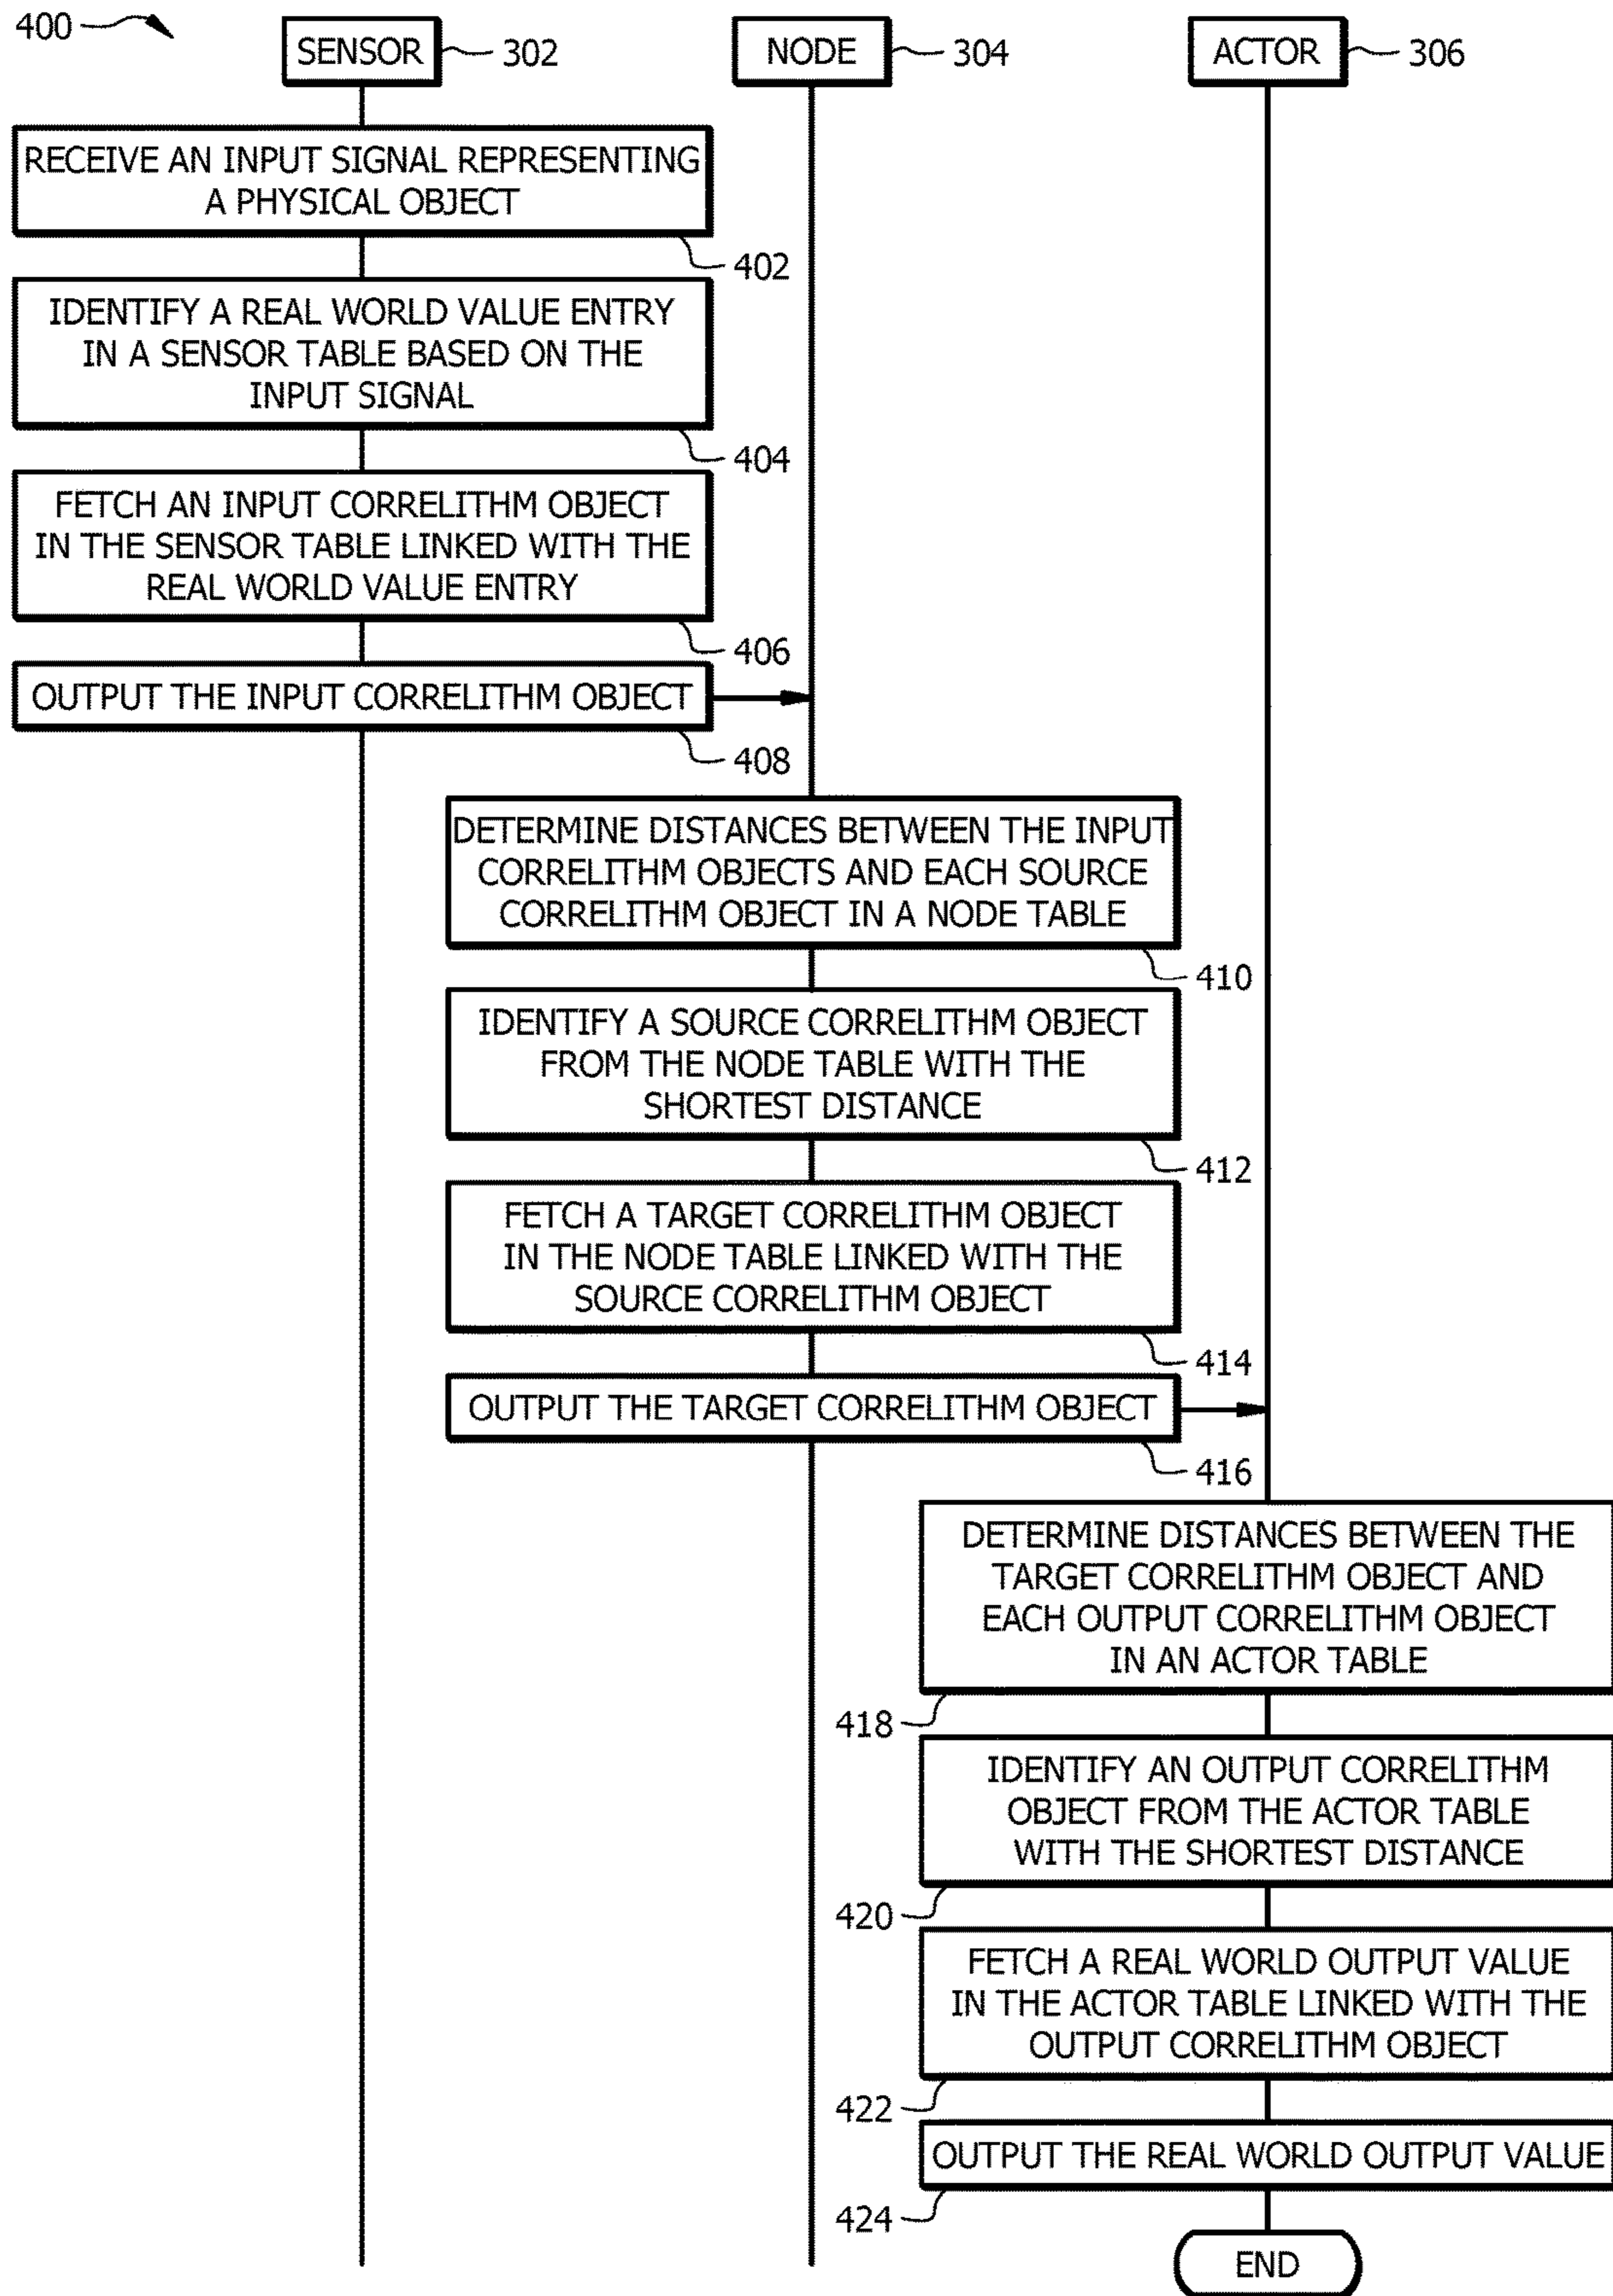 400
SENSOR
302
NODE
304
ACTOR
306
RECEIVE AN INPUT SIGNAL REPRESENTING
A PHYSICAL OBJECT
402
IDENTIFY A REAL WORLD VALUE ENTRY
IN A SENSOR TABLE BASED ON THE
INPUT SIGNAL
404
FETCH AN INPUT CORRELITHM OBJECT
IN THE SENSOR TABLE LINKED WITH THE
REAL WORLD VALUE ENTRY
406
OUTPUT THE INPUT CORRELITHM OBJECT
408
DETERMINE DISTANCES BETWEEN THE INPUT
CORRELITHM OBJECTS AND EACH SOURCE
CORRELITHM OBJECT IN A NODE TABLE
410
IDENTIFY A SOURCE CORRELITHM OBJECT
FROM THE NODE TABLE WITH THE
SHORTEST DISTANCE
412
FETCH A TARGET CORRELITHM OBJECT
IN THE NODE TABLE LINKED WITH THE
SOURCE CORRELITHM OBJECT
414
OUTPUT THE TARGET CORRELITHM OBJECT
416
DETERMINE DISTANCES BETWEEN THE
TARGET CORRELITHM OBJECT AND
EACH OUTPUT CORRELITHM OBJECT
IN AN ACTOR TABLE
418
IDENTIFY AN OUTPUT CORRELITHM
OBJECT FROM THE ACTOR TABLE
WITH THE SHORTEST DISTANCE
420
FETCH A REAL WORLD OUTPUT VALUE
IN THE ACTOR TABLE LINKED WITH THE
OUTPUT CORRELITHM OBJECT
422
OUTPUT THE REAL WORLD OUTPUT VALUE
424
END